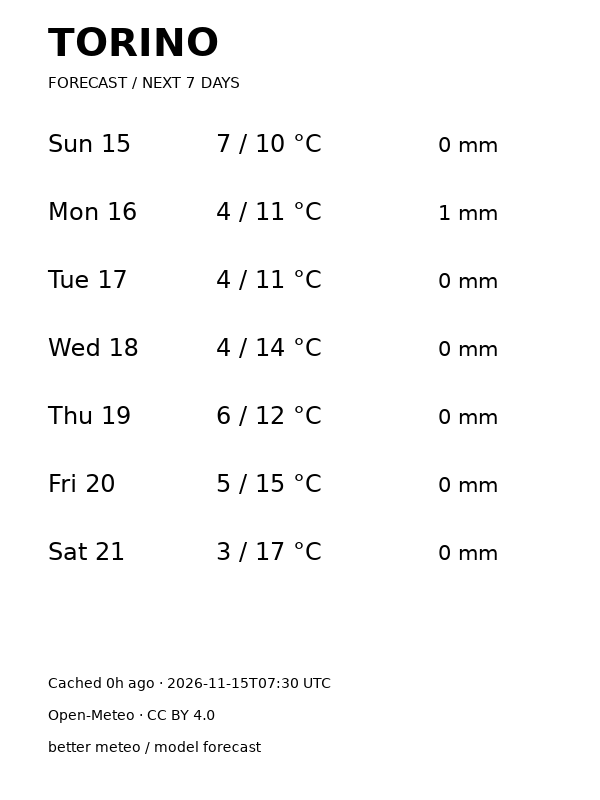 TORINO
FORECAST / NEXT 7 DAYS
Sun 15 7 / 10 °C 0 mm
Mon 16 4 / 11 °C 1 mm
Tue 17 4 / 11 °C 0 mm
Wed 18 4 / 14 °C 0 mm
Thu 19 6 / 12 °C 0 mm
Fri 20 5 / 15 °C 0 mm
Sat 21 3 / 17 °C 0 mm
Cached 0h ago · 2026-11-15T07:30 UTC
Open-Meteo · CC BY 4.0
better meteo / model forecast